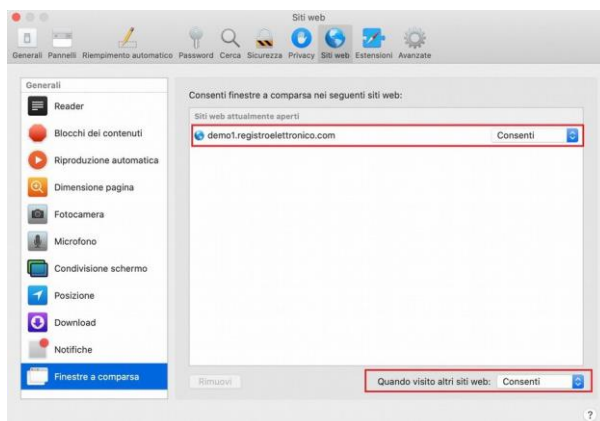 Siti web
Generali Pannelli Riempimento automatico Password Cerca Sicurezza Privacy Siti web Estensioni Avanzate
Generali
Reader
Blocchi dei contenuti
Riproduzione automatica
Dimensione pagina
Fotocamera
Microfono
Condivisione schermo
Posizione
Download
Notifiche
Finestre a comparsa
Consenti finestre a comparsa nei seguenti siti web:
Siti web attualmente aperti
demo1.registroelettronico.com Consenti
Rimuovi
Quando visito altri siti web: Consenti
?